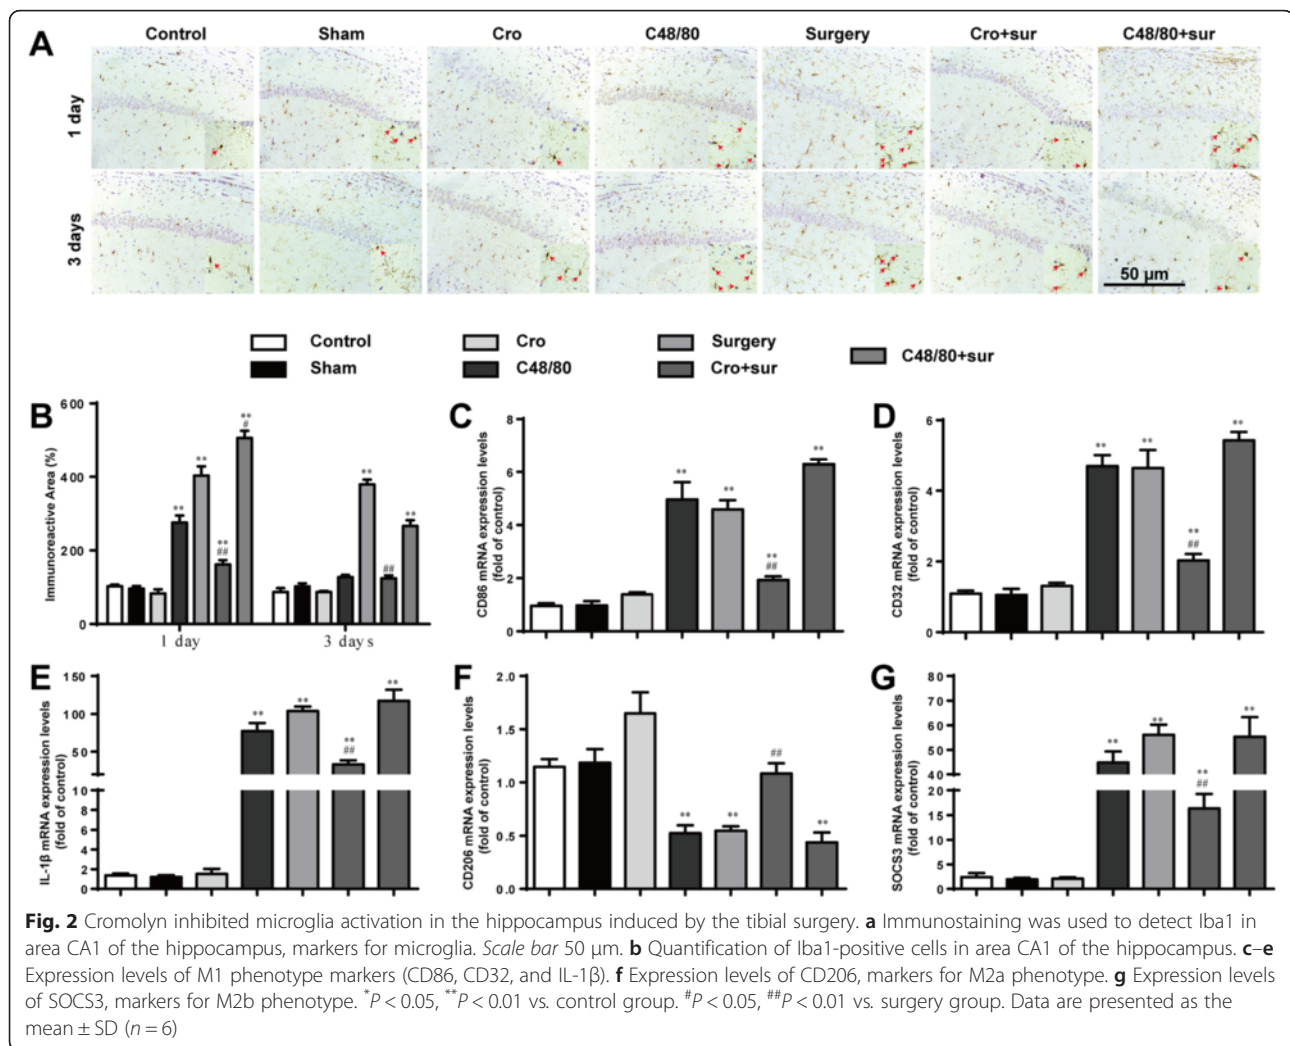 A
Control Sham Cro C48/80 Surgery Cro+sur C48/80+sur
1 day
3 days
50 µm
Control Cro Surgery C48/80+sur
Sham C48/80 Cro+sur
B
Immunoreactive Area (%)
600
400
200
100
0
** ** ** ## ** # ** ## **
1 day 3 days
C
CD86 mRNA expression levels
(fold of control)
8
6
4
2
0
** ** ** ## **
D
CD32 mRNA expression levels
(fold of control)
6
4
2
0
** ** ** ## **
E
IL-1β mRNA expression levels
(fold of control)
150
100
50
10
8
6
4
2
0
** ** ** ## **
F
CD206 mRNA expression levels
(fold of control)
2.0
1.5
1.0
0.5
0.0
** ** ## **
G
SOCS3 mRNA expression levels
(fold of control)
80
70
60
50
40
20
15
10
5
0
** ** ** ## **
Fig. 2 Cromolyn inhibited microglia activation in the hippocampus induced by the tibial surgery. a Immunostaining was used to detect Iba1 in
area CA1 of the hippocampus, markers for microglia. Scale bar 50 µm. b Quantification of Iba1-positive cells in area CA1 of the hippocampus. c–e
Expression levels of M1 phenotype markers (CD86, CD32, and IL-1β). f Expression levels of CD206, markers for M2a phenotype. g Expression levels
of SOCS3, markers for M2b phenotype. *P < 0.05, **P < 0.01 vs. control group. #P < 0.05, ##P < 0.01 vs. surgery group. Data are presented as the
mean ± SD (n = 6)